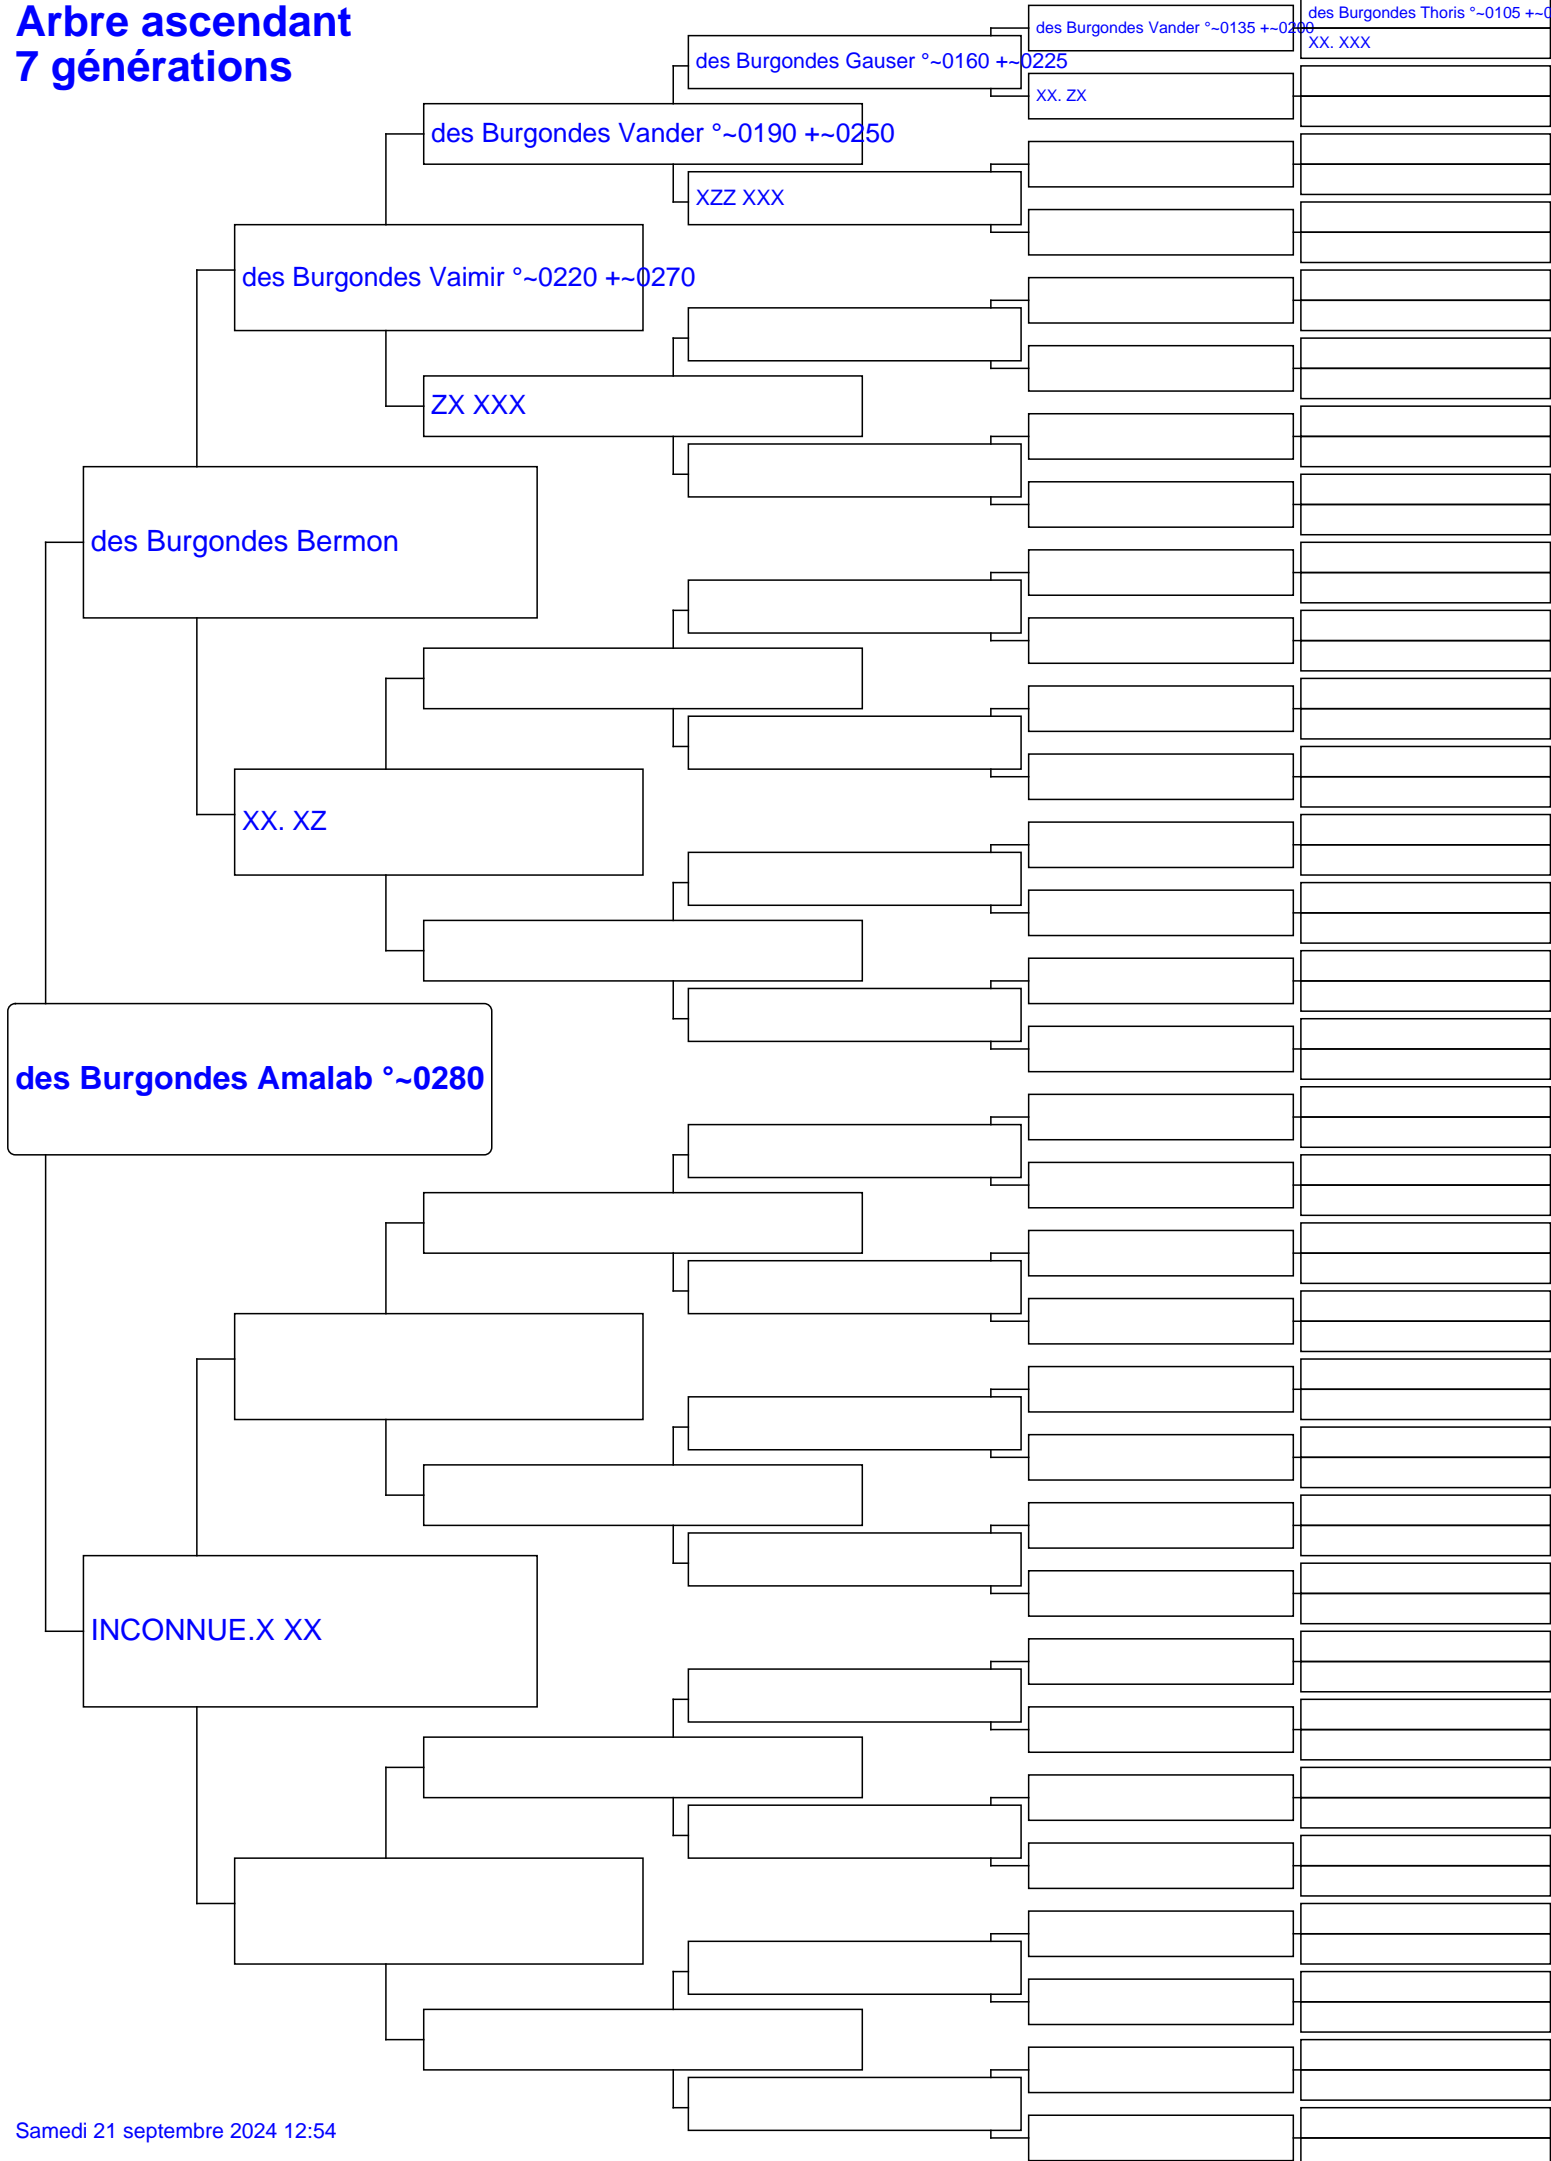 Arbre ascendant
7 générations
des Burgondes Thoris °~0105 +~0
des Burgondes Vander °~0135 +~0200
XX. XXX
des Burgondes Gauser °~0160 +~0225
XX. ZX
des Burgondes Vander °~0190 +~0250
XZZ XXX
des Burgondes Vaimir °~0220 +~0270
ZX XXX
des Burgondes Bermon
XX. XZ
des Burgondes Amalab °~0280
INCONNUE.X XX
Samedi 21 septembre 2024 12:54